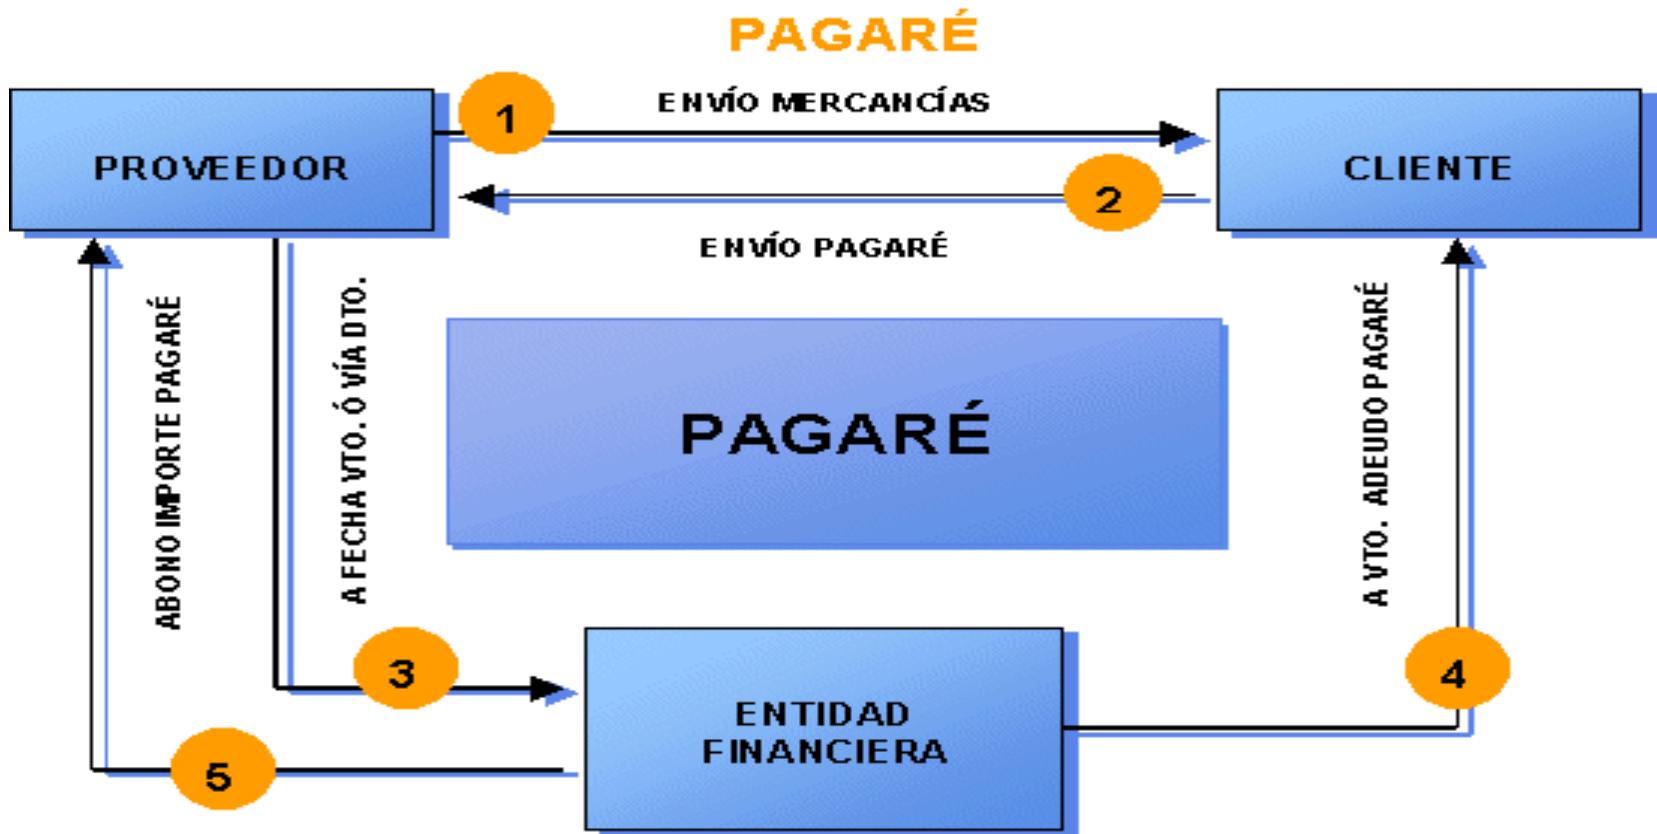 PAGARÉ
1
ENVÍO MERCANCÍAS
PROVEEDOR
CLIENTE
2
ENVÍO PAGARÉ
ABONO IMPORTE PAGARÉ
A FECHA VTO. Ó VÍA DTO.
PAGARÉ
A VTO. ADEUDO PAGARÉ
3
4
ENTIDAD
FINANCIERA
5